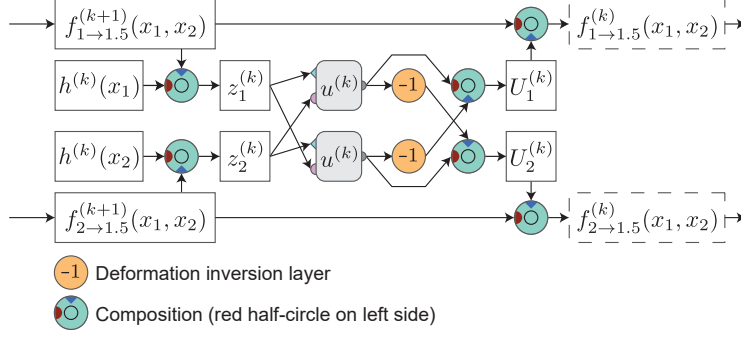 f_{1→1.5}^{(k+1)}(x_1, x_2) f_{1→1.5}^{(k)}(x_1, x_2)
h^{(k)}(x_1) z_1^{(k)} u^{(k)} -1 U_1^{(k)}
h^{(k)}(x_2) z_2^{(k)} u^{(k)} -1 U_2^{(k)}
f_{2→1.5}^{(k+1)}(x_1, x_2) f_{2→1.5}^{(k)}(x_1, x_2)
-1 Deformation inversion layer
Composition (red half-circle on left side)